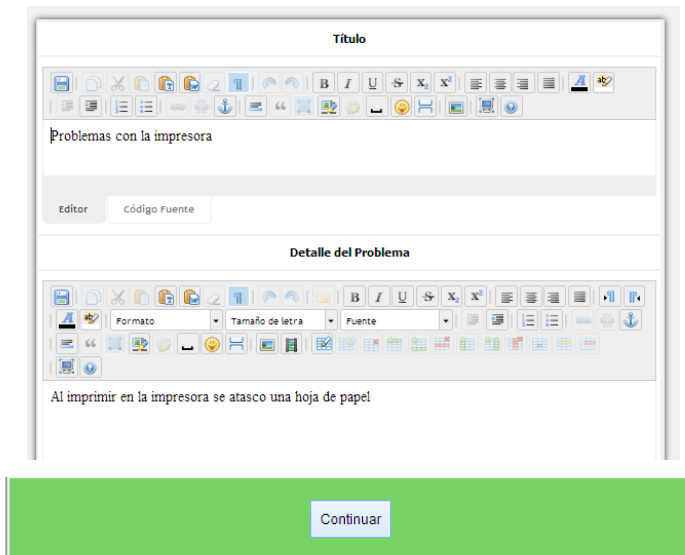 Título
Problemas con la impresora
Editor Código Fuente
Detalle del Problema
Formato Tamaño de letra Fuente
Al imprimir en la impresora se atasco una hoja de papel
Continuar